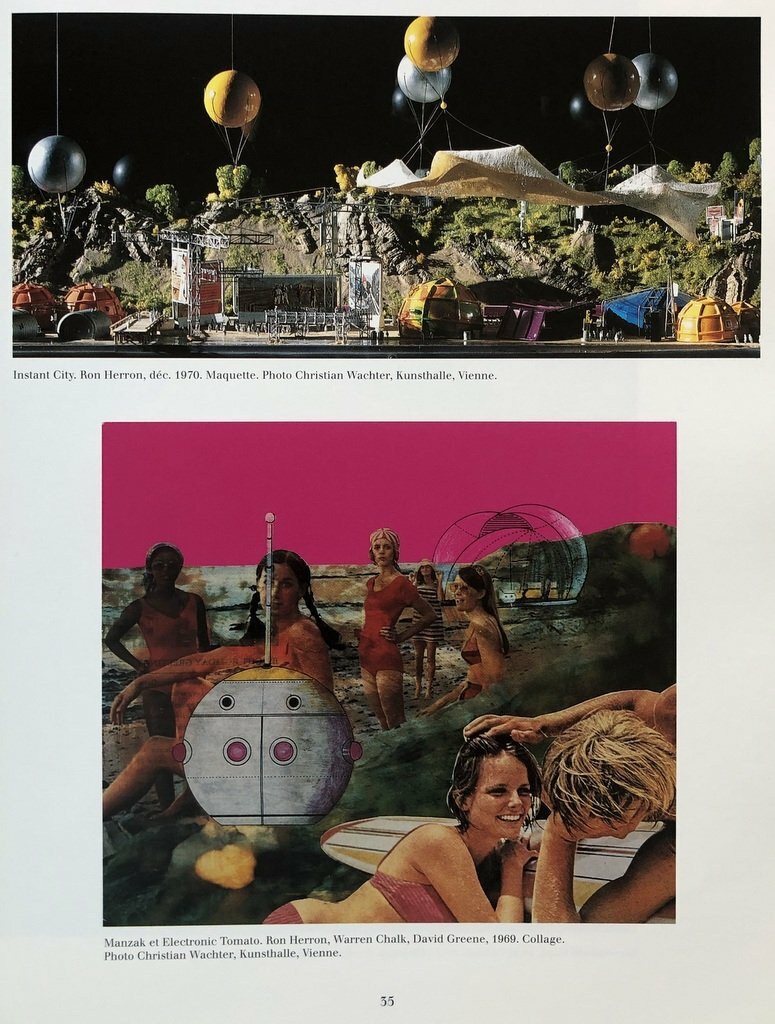 Instant City. Ron Herron, déc. 1970. Maquette. Photo Christian Wachter, Kunsthalle, Vienne.
Manzak et Electronic Tomato. Ron Herron, Warren Chalk, David Greene, 1969. Collage.
Photo Christian Wachter, Kunsthalle, Vienne.
35